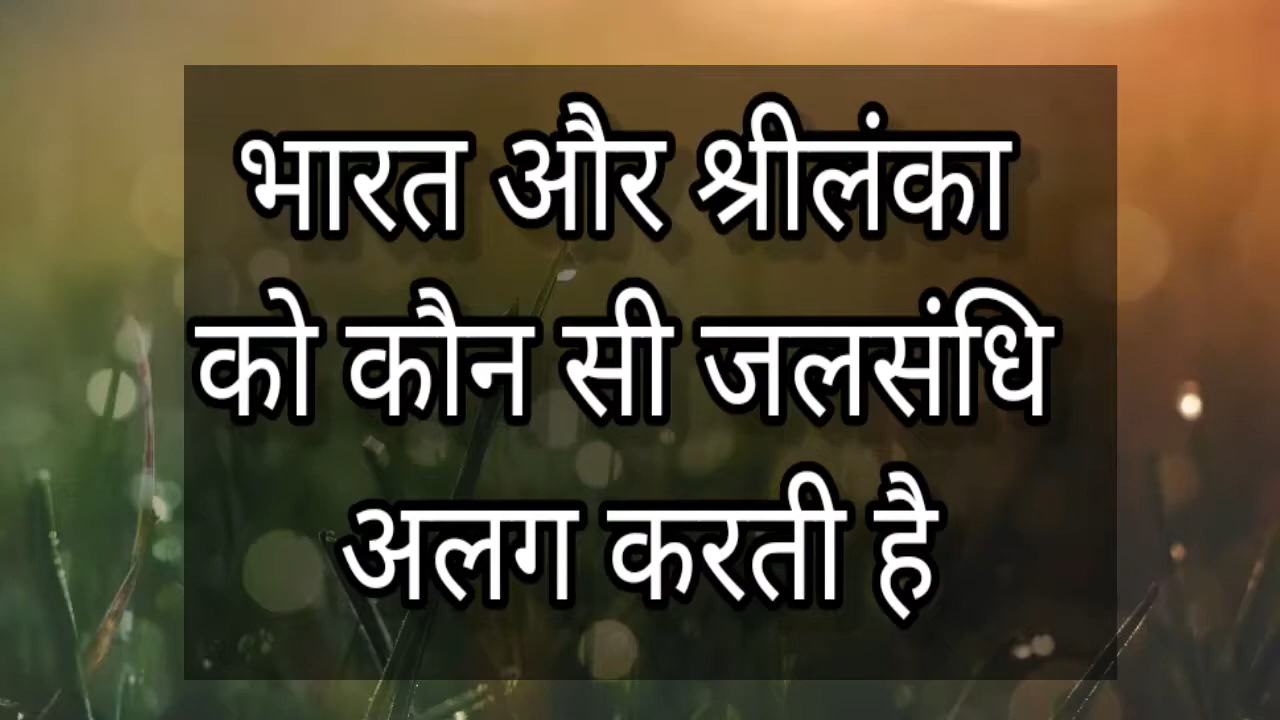 भारत और श्रीलंका
को कौन सी जलसंधि
अलग करती है